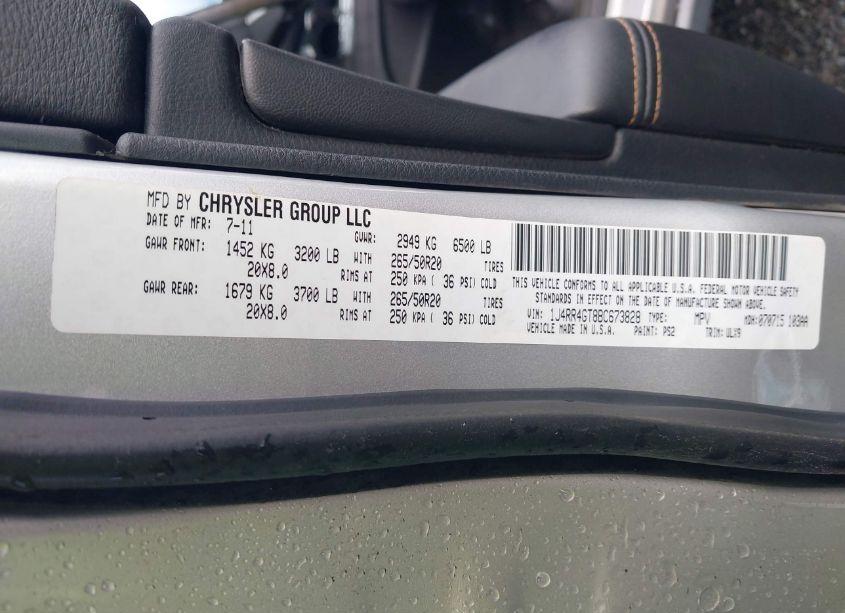 MFD BY CHRYSLER GROUP LLC
DATE OF MFR: 7-11 GVWR: 2949 KG 6500 LB
GAWR FRONT: 1452 KG 3200 LB WITH 265/50R20 TIRES
20X8.0 RIMS AT 250 KPA ( 36 PSI) COLD
GAWR REAR: 1679 KG 3700 LB WITH 265/50R20 TIRES
20X8.0 RIMS AT 250 KPA ( 36 PSI) COLD
THIS VEHICLE CONFORMS TO ALL APPLICABLE U.S.A. FEDERAL MOTOR VEHICLE SAFETY
STANDARDS IN EFFECT ON THE DATE OF MANUFACTURE SHOWN ABOVE.
VIN: 1J4RR4GT8BC673828 TYPE: MPV MDH: 070715 103AA
VEHICLE MADE IN U.S.A. PAINT: PS2 TRIM: ULX9